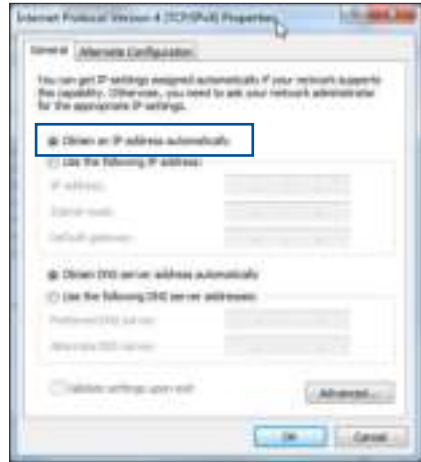 Internet Protocol Version 4 (TCP/IPv4) Properties
General
Alternate Configuration
You can get IP settings assigned automatically if your network supports
this capability. Otherwise, you need to ask your network administrator
for the appropriate IP settings.
Obtain an IP address automatically
Use the following IP address:
IP address:
Subnet mask:
Default gateway:
Obtain DNS server address automatically
Use the following DNS server addresses:
Preferred DNS server:
Alternate DNS server:
Validate settings upon exit
Advanced...
OK
Cancel